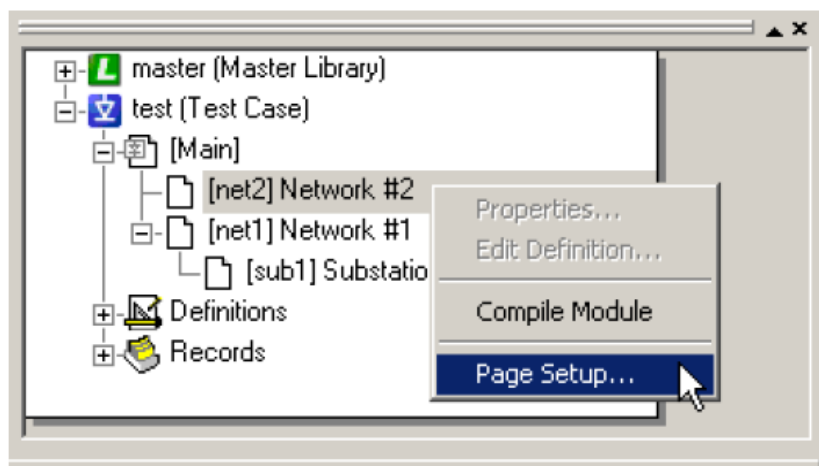 master (Master Library)
test (Test Case)
[Main]
[net2] Network #2
[net1] Network #1
[sub1] Substatio
Definitions
Records
Properties...
Edit Definition...
Compile Module
Page Setup...